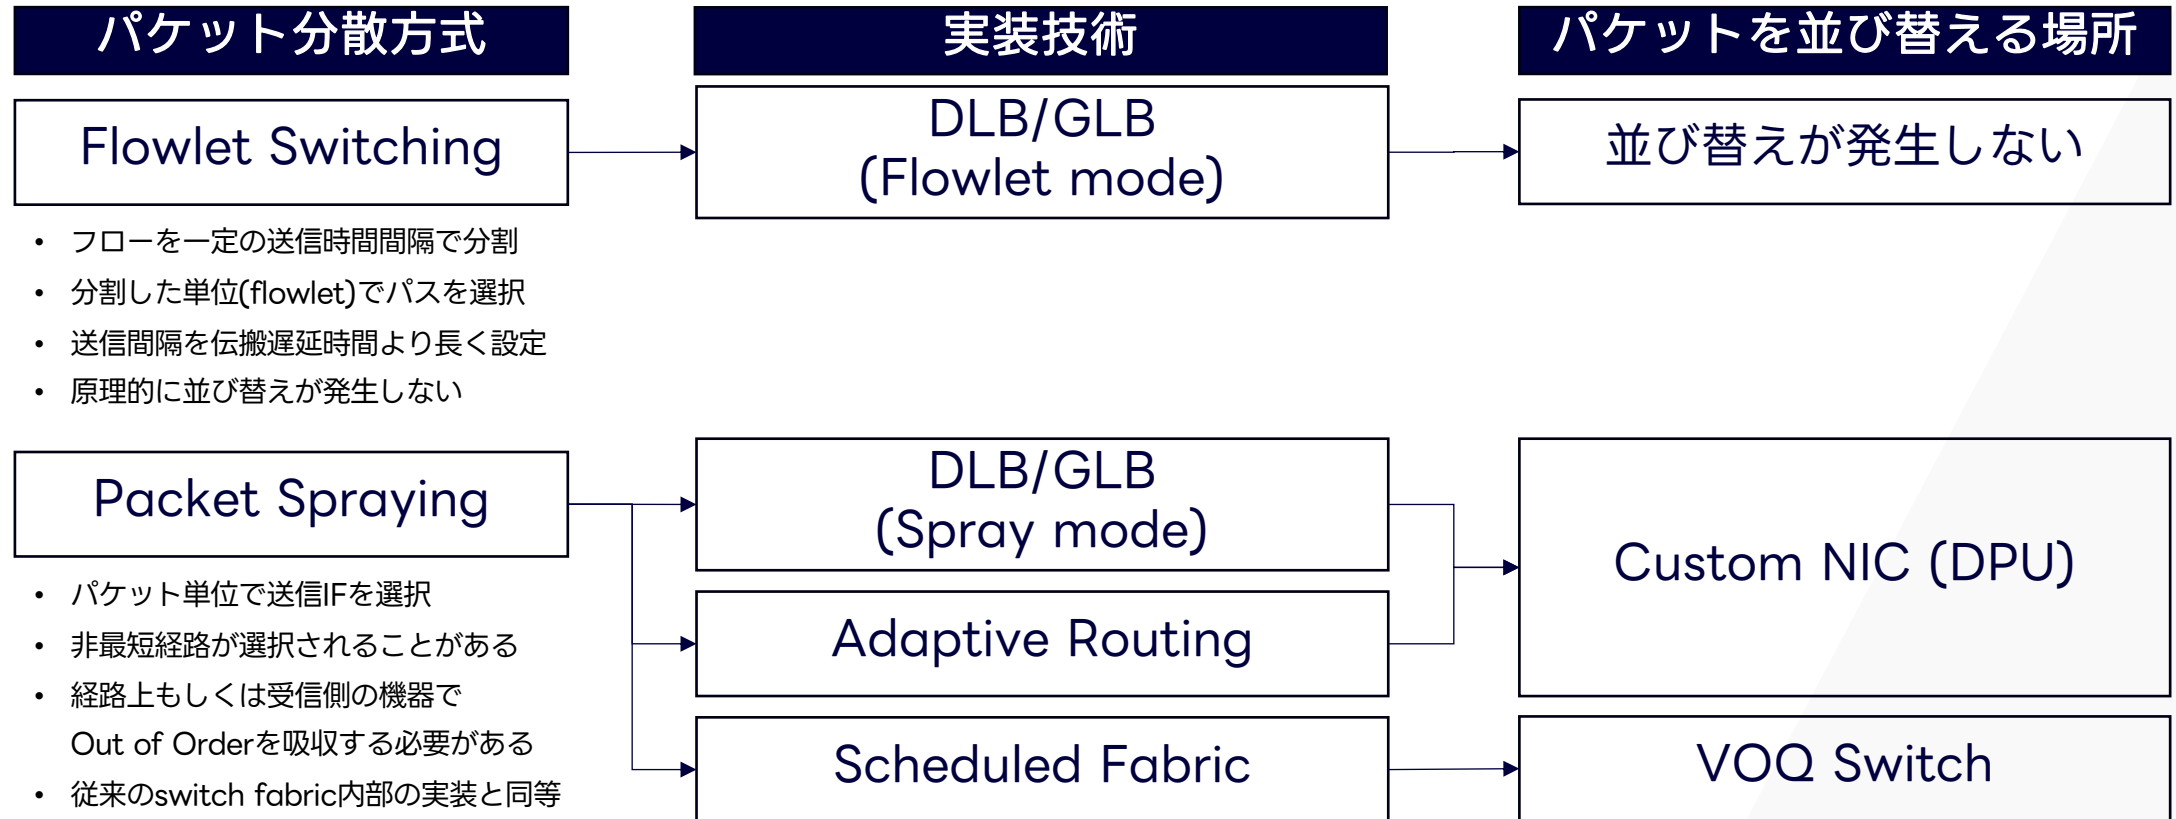 パケット分散方式
実装技術
パケットを並び替える場所
Flowlet Switching
DLB/GLB
(Flowlet mode)
並び替えが発生しない
• フローを一定の送信時間間隔で分割
• 分割した単位(flowlet)でパスを選択
• 送信間隔を伝搬遅延時間より長く設定
• 原理的に並び替えが発生しない
Packet Spraying
DLB/GLB
(Spray mode)
Adaptive Routing
Scheduled Fabric
Custom NIC (DPU)
VOQ Switch
• パケット単位で送信IFを選択
• 非最短経路が選択されることがある
• 経路上もしくは受信側の機器で
Out of Orderを吸収する必要がある
• 従来のswitch fabric内部の実装と同等